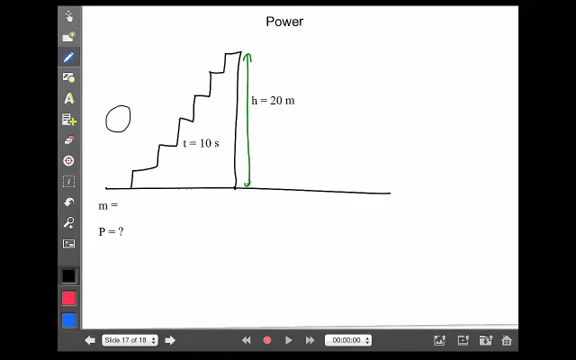 Power
h = 20 m
t = 10 s
m =
P = ?
Slide 17 of 18
00:00:00